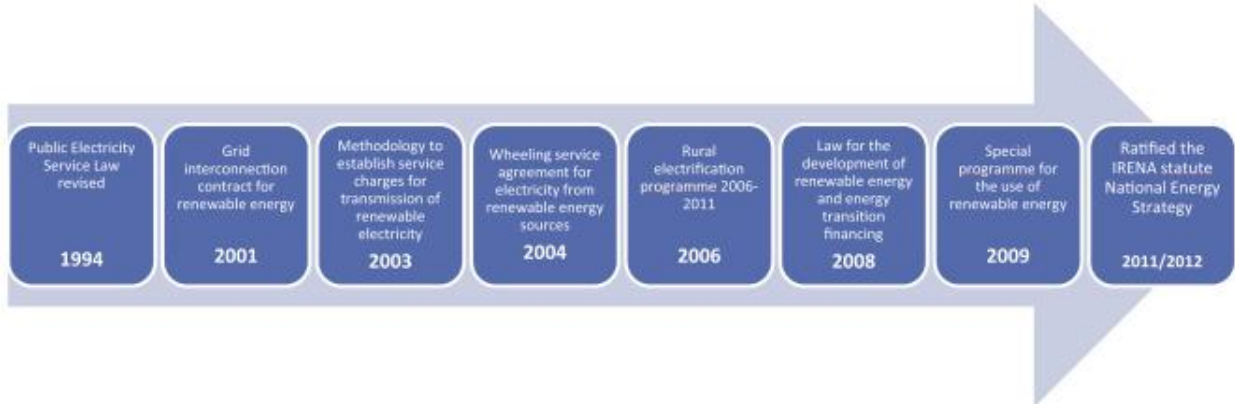 Public Electricity
Service Law
revised
1994
Grid
interconnection
contract for
renewable energy
2001
Methodology to
establish service
charges for
transmission of
renewable
electricity
2003
Wheeling service
agreement for
electricity from
renewable energy
sources
2004
Rural
electrification
programme 2006-
2011
2006
Law for the
development of
renewable energy
and energy
transition
financing
2008
Special
programme for
the use of
renewable energy
2009
Ratified the
IRENA statute
National Energy
Strategy
2011/2012